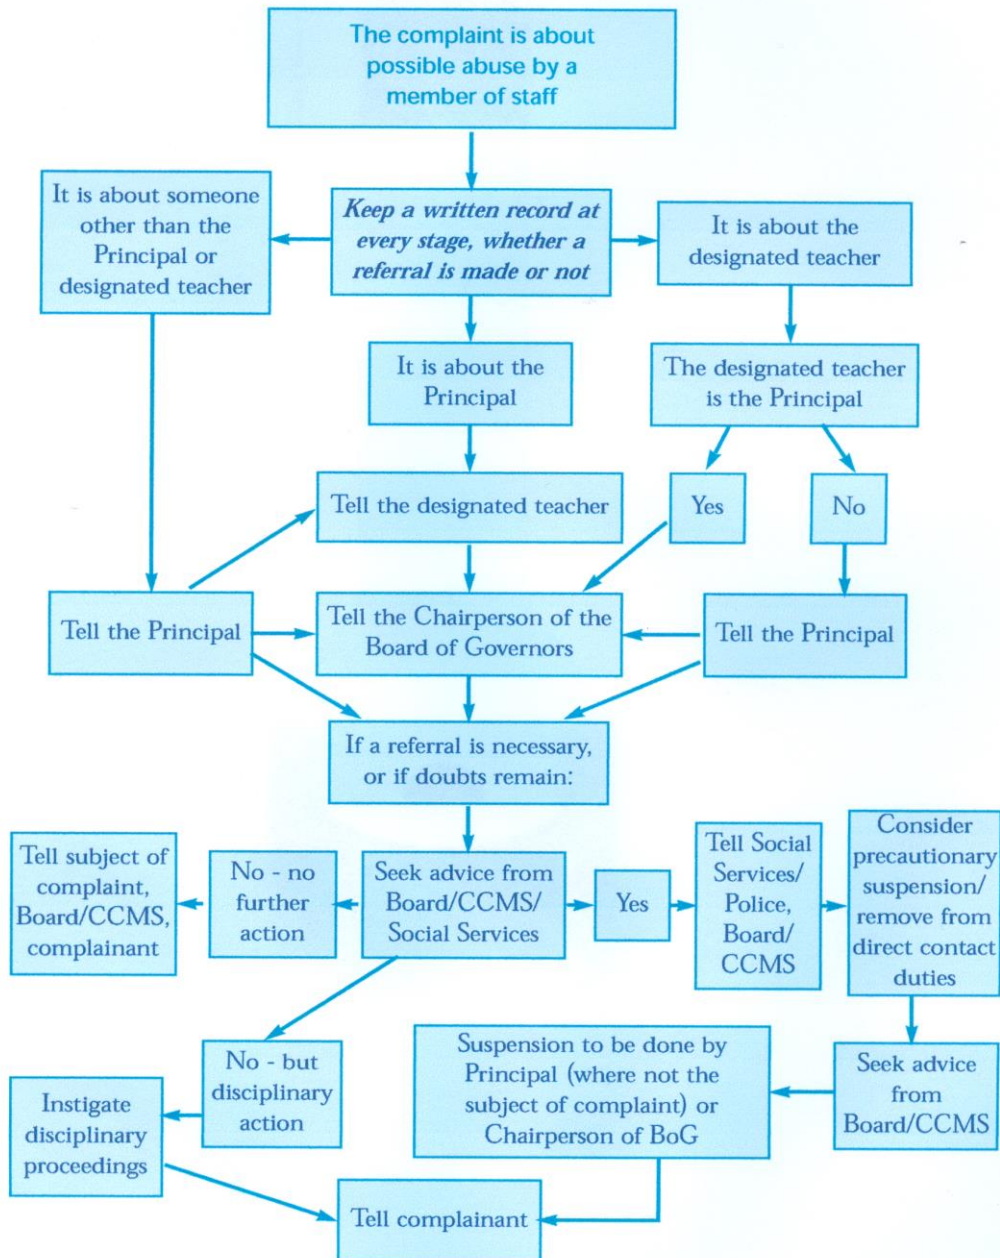 The complaint is about
possible abuse by a
member of staff
It is about someone
other than the
Principal or
designated teacher
Keep a written record at
every stage, whether a
referral is made or not
It is about the
designated teacher
It is about the
Principal
The designated teacher
is the Principal
Tell the designated teacher
Yes
No
Tell the Principal
Tell the Chairperson of the
Board of Governors
Tell the Principal
If a referral is necessary,
or if doubts remain:
Tell subject of
complaint,
Board/CCMS,
complainant
No - no
further
action
Seek advice from
Board/CCMS/
Social Services
Yes
Tell Social
Services/
Police,
Board/
CCMS
Consider
precautionary
suspension/
remove from
direct contact
duties
Instigate
disciplinary
proceedings
No - but
disciplinary
action
Suspension to be done by
Principal (where not the
subject of complaint) or
Chairperson of BoG
Seek advice
from
Board/CCMS
Tell complainant